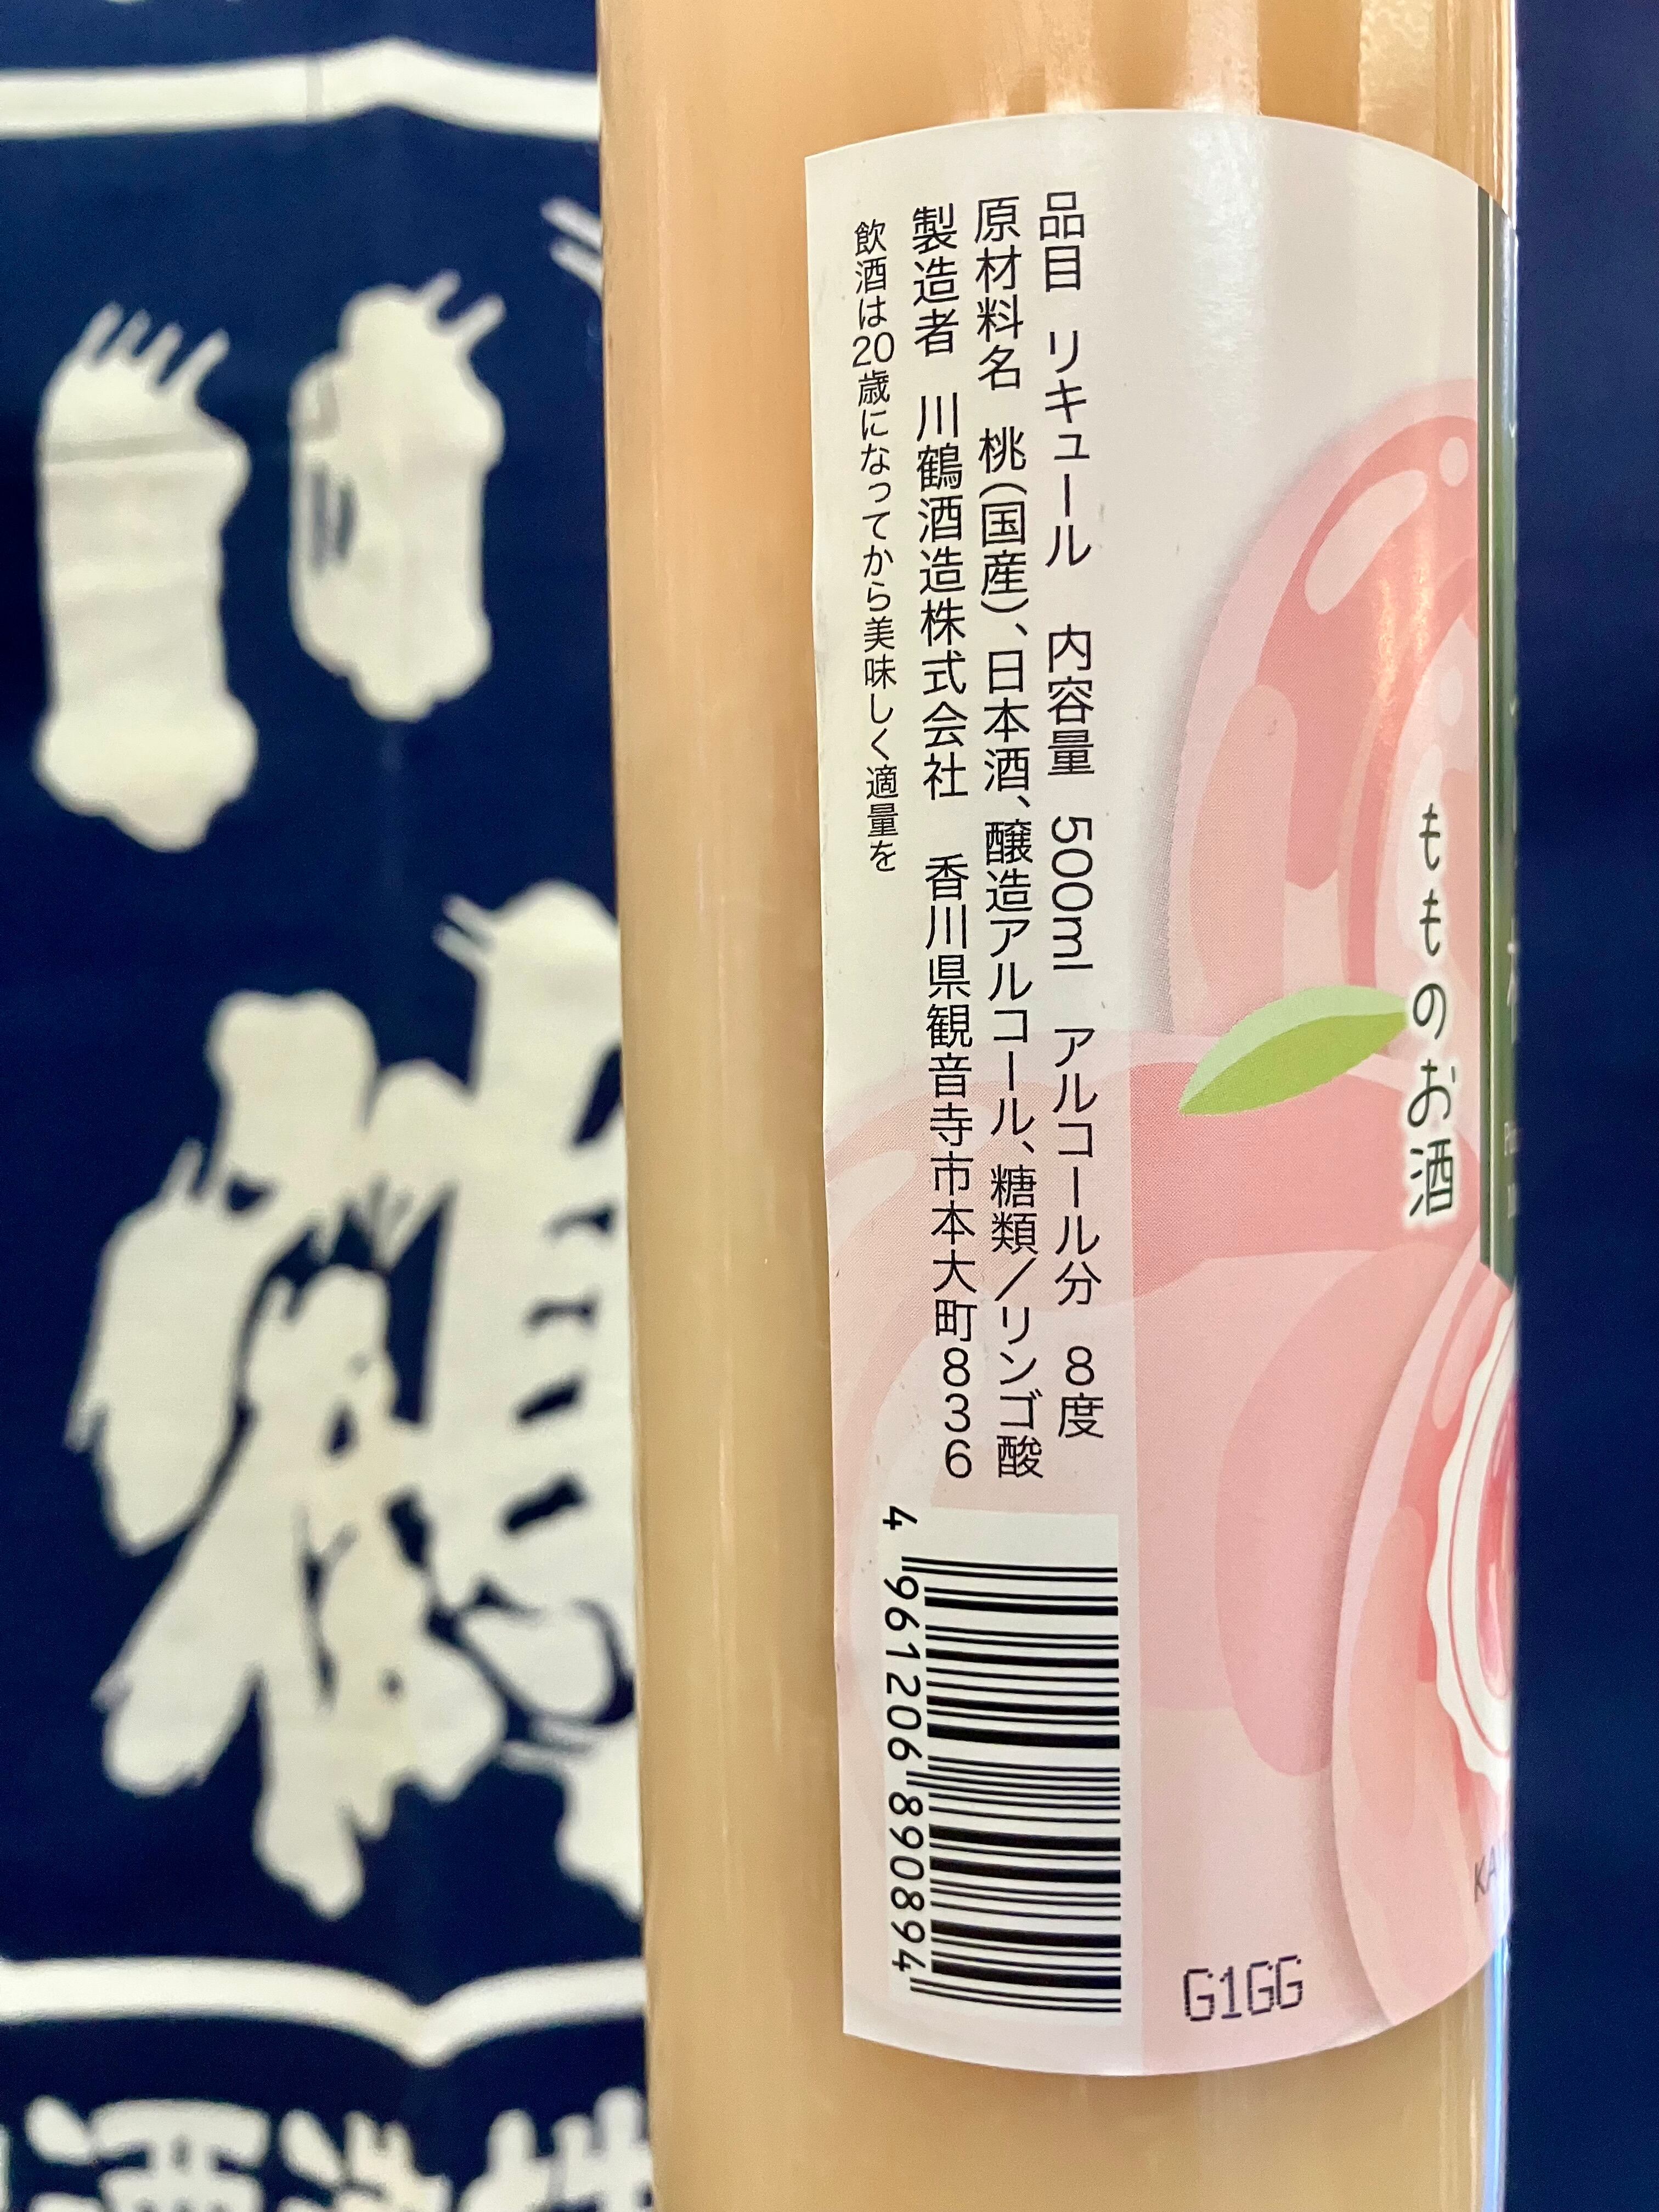 品目 リキュール 内容量 500ml アルコール分 8度
原材料名 桃(国産)、日本酒、醸造アルコール、糖類/リンゴ酸
製造者 川鶴酒造株式会社 香川県観音寺市本大町836
飲酒は20歳になってから美味しく適量を
もものお酒
4 961206 890894
G1GG
川
鶴